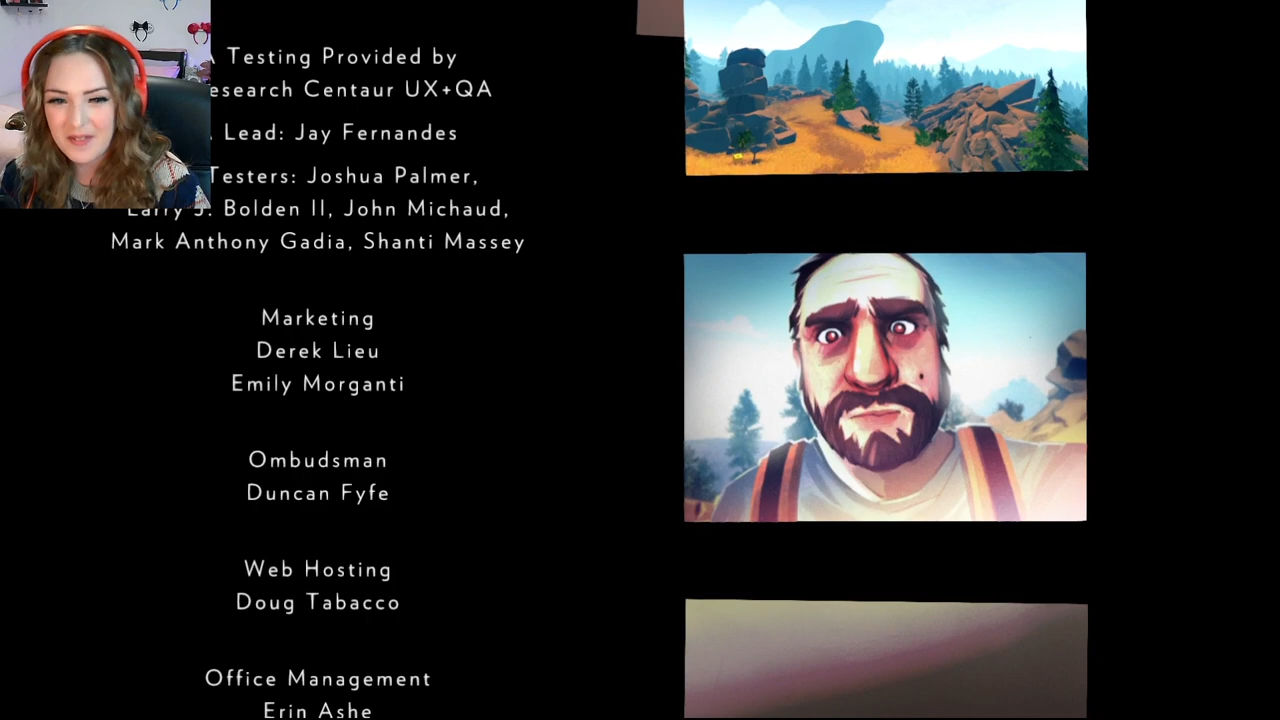 Testing Provided by
esearch Centaur UX+QA
Lead: Jay Fernandes
Testers: Joshua Palmer,
Larry J. Bolden II, John Michaud,
Mark Anthony Gadia, Shanti Massey
Marketing
Derek Lieu
Emily Morganti
Ombudsman
Duncan Fyfe
Web Hosting
Doug Tabacco
Office Management
Erin Ashe